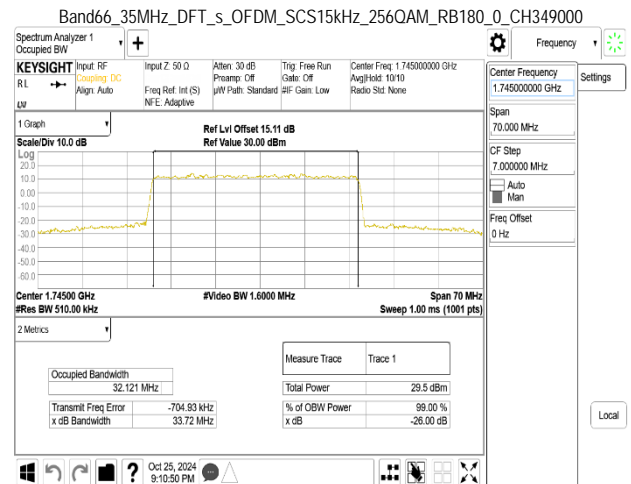 Band66_35MHz_DFT_s_OFDM_SCS15kHz_256QAM_RB180_0_CH349000
Spectrum Analyzer 1
Occupied BW
Frequency
KEYSIGHT
RL
LXI
Input: RF
Coupling: DC
Align: Auto
Input Z: 50 Ω
Freq Ref: Int (S)
NFE: Adaptive
Atten: 30 dB
Preamp: Off
µW Path: Standard
Trig: Free Run
Gate: Off
#IF Gain: Low
Center Freq: 1.745000000 GHz
Avg|Hold: 10/10
Radio Std: None
Center Frequency
1.745000000 GHz
Settings
Span
70.000 MHz
CF Step
7.000000 MHz
Auto
Man
Freq Offset
0 Hz
Local
1 Graph
Scale/Div 10.0 dB
Ref Lvl Offset 15.11 dB
Ref Value 30.00 dBm
Log
20.0
10.0
0.00
-10.0
-20.0
-30.0
-40.0
-50.0
-60.0
Center 1.74500 GHz
#Video BW 1.6000 MHz
Span 70 MHz
#Res BW 510.00 kHz
Sweep 1.00 ms (1001 pts)
2 Metrics
Measure Trace Trace 1
Occupied Bandwidth
32.121 MHz
Total Power 29.5 dBm
Transmit Freq Error -704.93 kHz
% of OBW Power 99.00 %
x dB Bandwidth 33.72 MHz
x dB -26.00 dB
?
Oct 25, 2024
9:10:50 PM